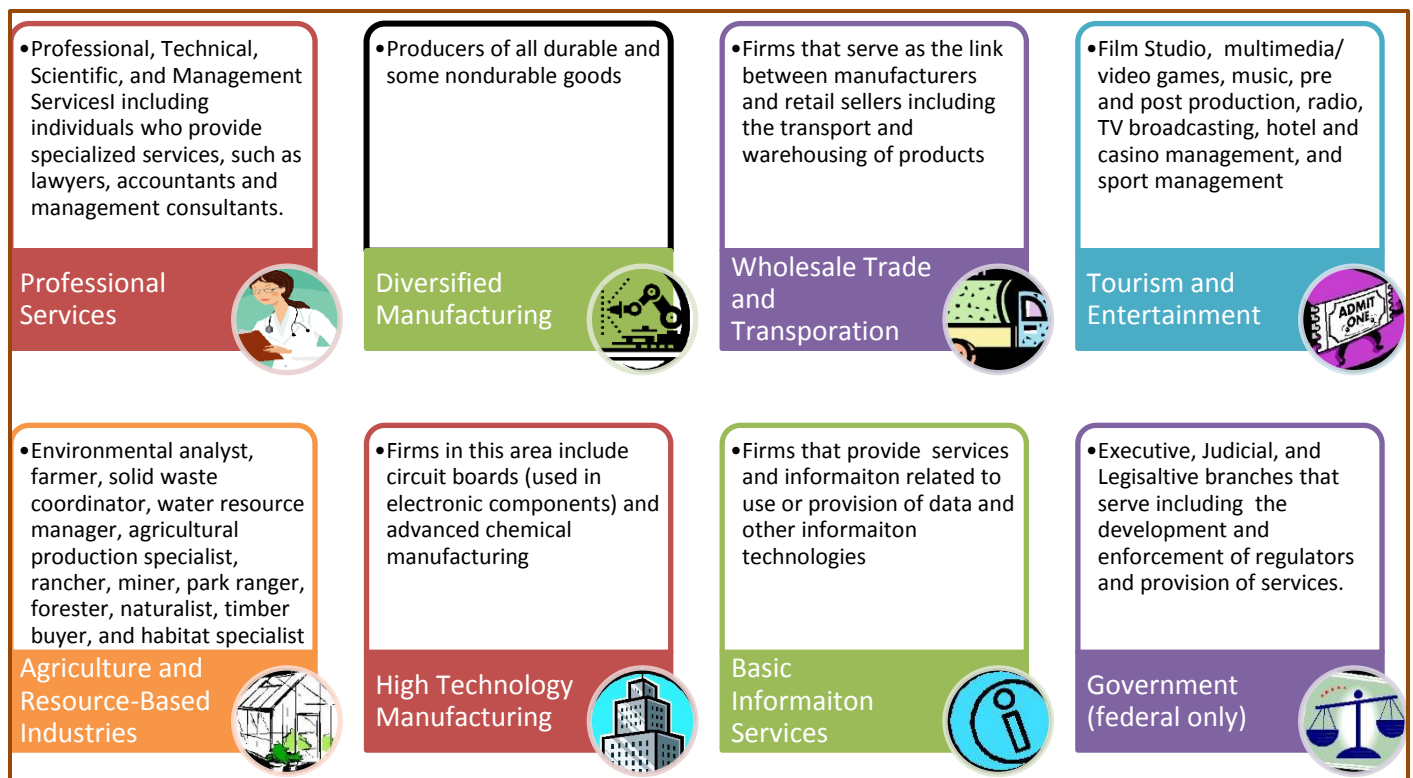 •Professional, Technical,
Scientific, and Management
ServicesI including
individuals who provide
specialized services, such as
lawyers, accountants and
management consultants.
Professional
Services
•Producers of all durable and
some nondurable goods
Diversified
Manufacturing
•Firms that serve as the link
between manufacturers
and retail sellers including
the transport and
warehousing of products
Wholesale Trade
and
Transporation
•Film Studio, multimedia/
video games, music, pre
and post production, radio,
TV broadcasting, hotel and
casino management, and
sport management
Tourism and
Entertainment
ADMIT
ONE
•Environmental analyst,
farmer, solid waste
coordinator, water resource
manager, agricultural
production specialist,
rancher, miner, park ranger,
forester, naturalist, timber
buyer, and habitat specialist
Agriculture and
Resource-Based
Industries
•Firms in this area include
circuit boards (used in
electronic components) and
advanced chemical
manufacturing
High Technology
Manufacturing
•Firms that provide services
and informaiton related to
use or provision of data and
other informaiton
technologies
Basic
Informaiton
Services
i
•Executive, Judicial, and
Legisaltive branches that
serve including the
development and
enforcement of regulators
and provision of services.
Government
(federal only)